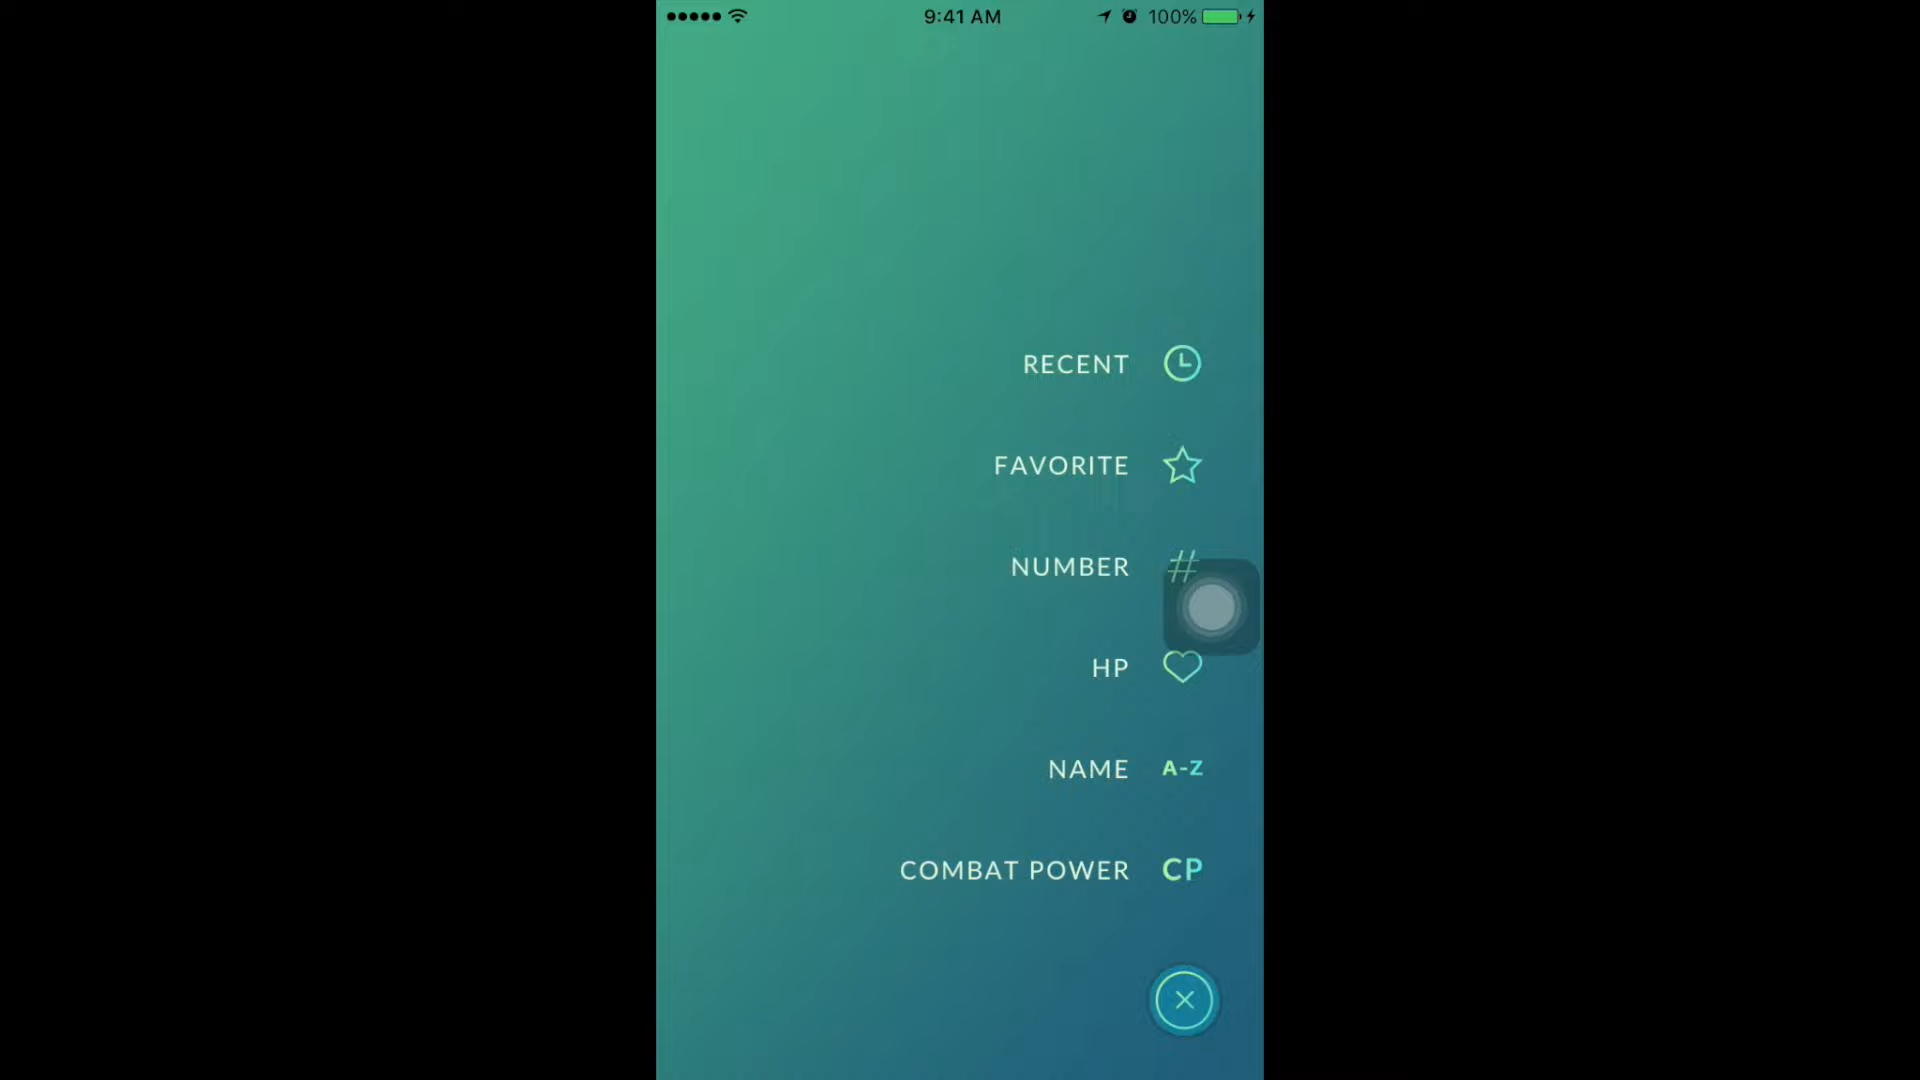 9:41 AM 100%
RECENT
FAVORITE
NUMBER #
HP
NAME A-Z
COMBAT POWER CP